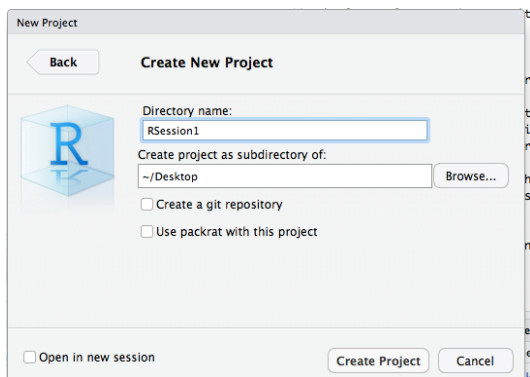 New Project
Back
Create New Project
Directory name:
RSession1
Create project as subdirectory of:
~/Desktop
Browse...
Create a git repository
Use packrat with this project
Open in new session
Create Project
Cancel
R